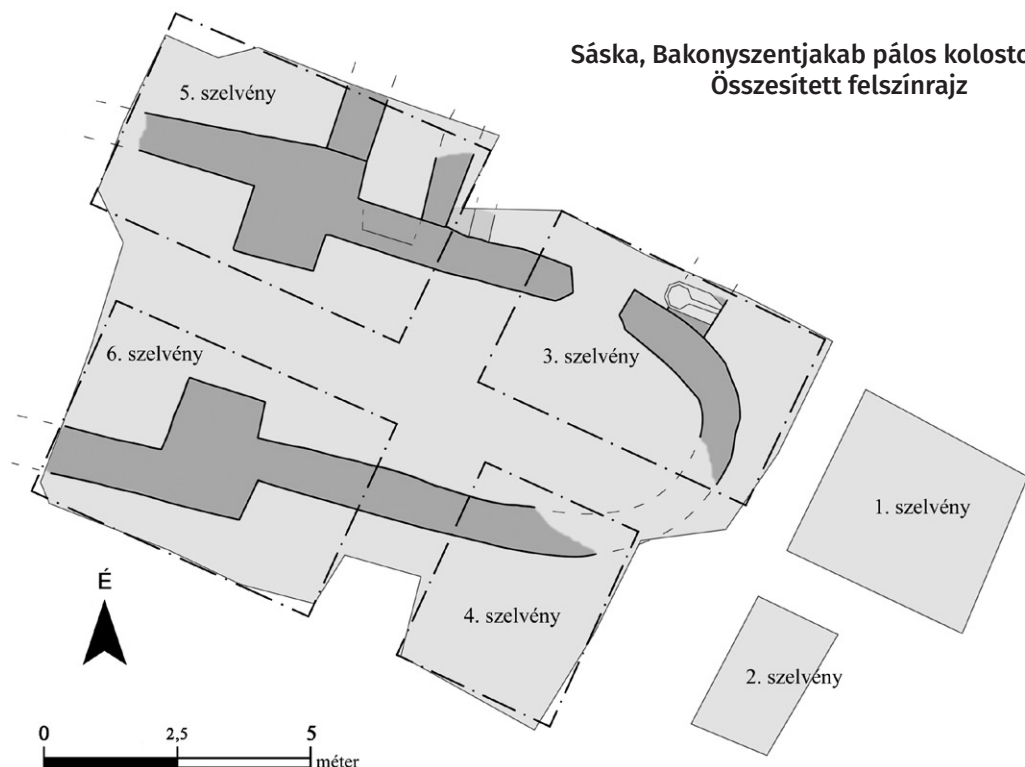 Sáska, Bakonyszentjakab pálos
Összesített felszínrajz
5. szelvény
6. szelvény
3. szelvény
1. szelvény
4. szelvény
2. szelvény
É
0 2,5 5
méter